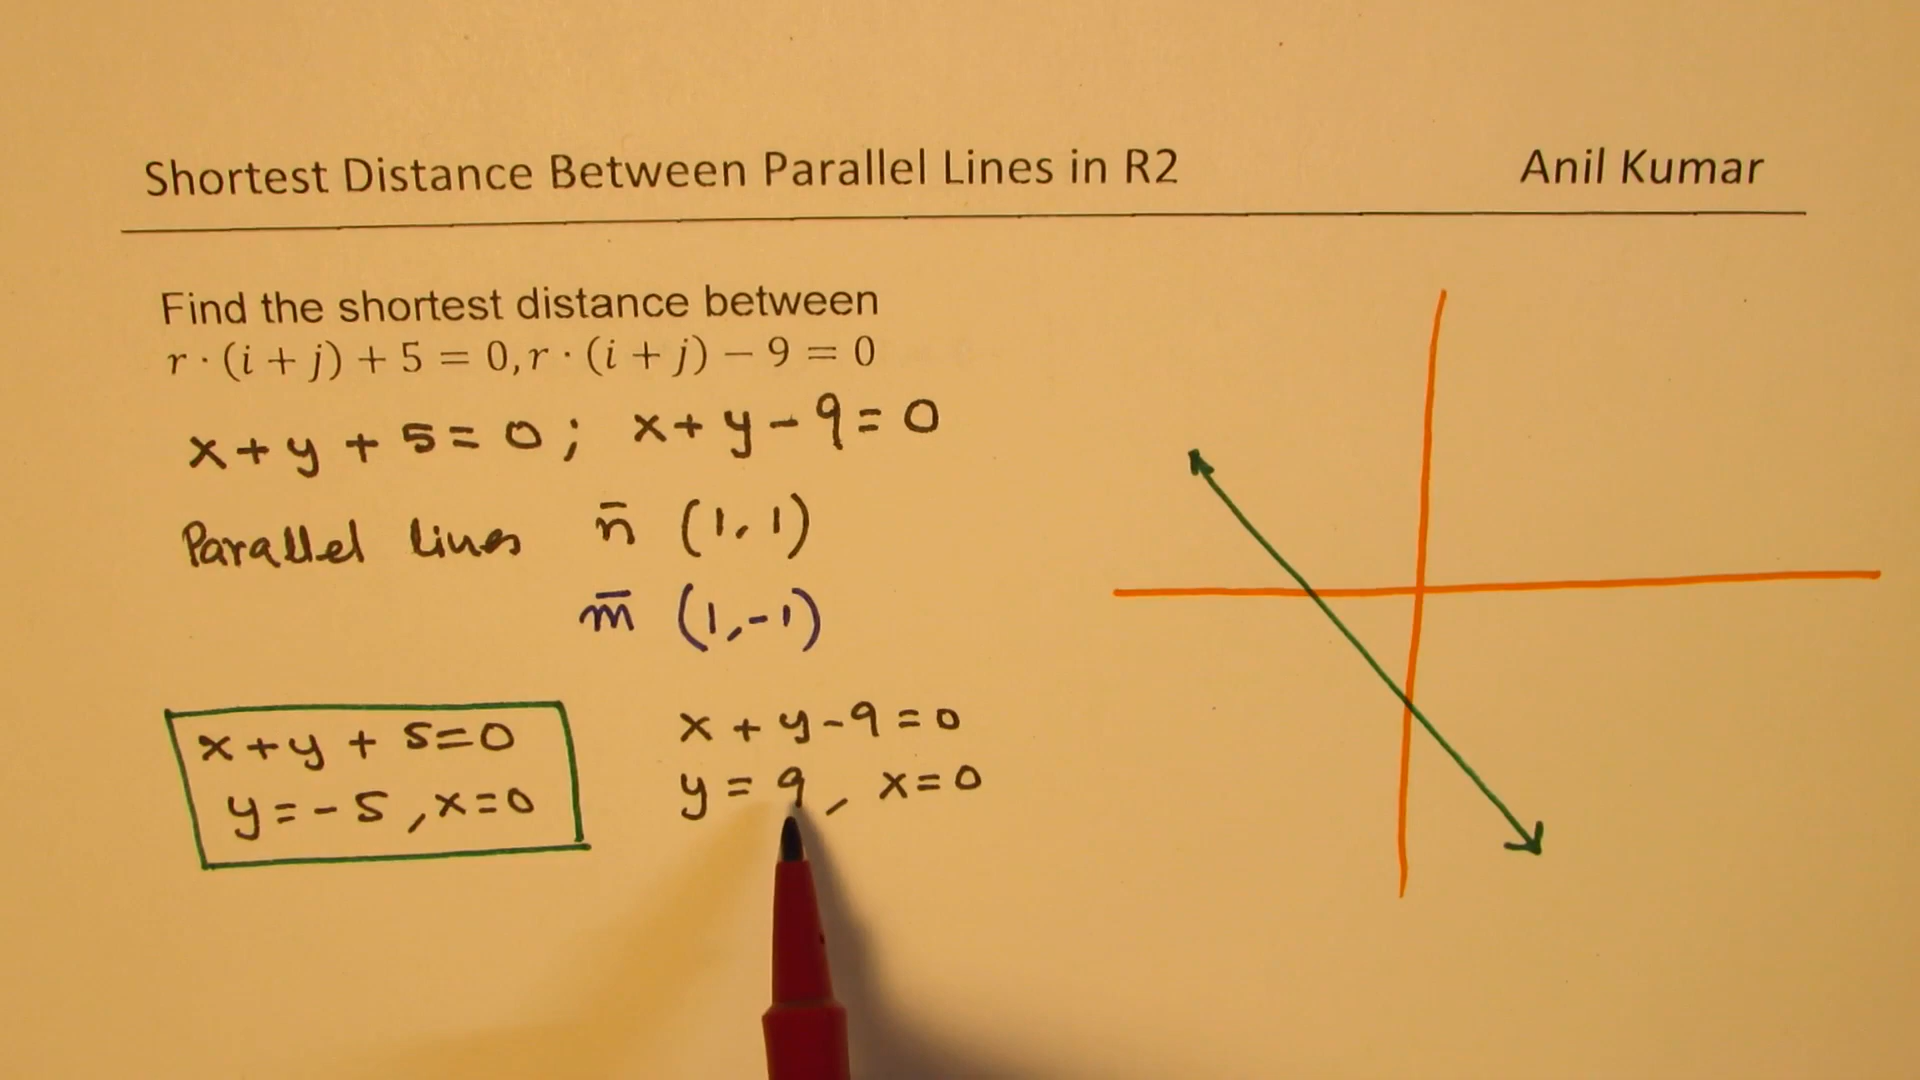 Shortest Distance Between Parallel Lines in R2 Anil Kumar
Find the shortest distance between
r · (i + j) + 5 = 0, r · (i + j) − 9 = 0
x + y + 5 = 0 ; x + y - 9 = 0
Parallel lines n̄ (1, 1)
m̄ (1, -1)
x + y + 5 = 0
y = - 5 , x = 0
x + y - 9 = 0
y = 9 , x = 0